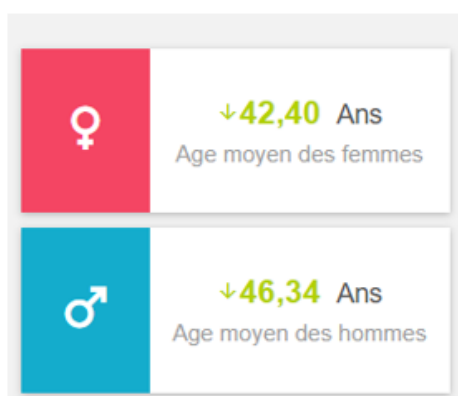 ↓42,40 Ans
Age moyen des femmes
↓46,34 Ans
Age moyen des hommes